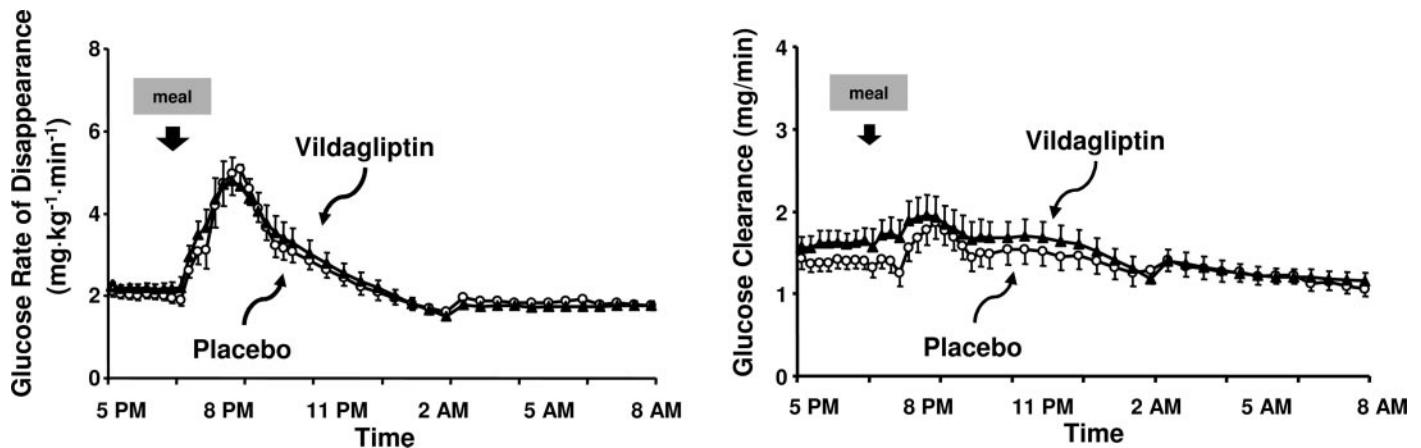 Glucose Rate of Disappearance
(mg·kg⁻¹·min⁻¹)
8
6
4
2
0
meal
Vildagliptin
Placebo
5 PM 8 PM 11 PM 2 AM 5 AM 8 AM
Time
Glucose Clearance (mg/min)
4
3
2
1
0
meal
Vildagliptin
Placebo
5 PM 8 PM 11 PM 2 AM 5 AM 8 AM
Time